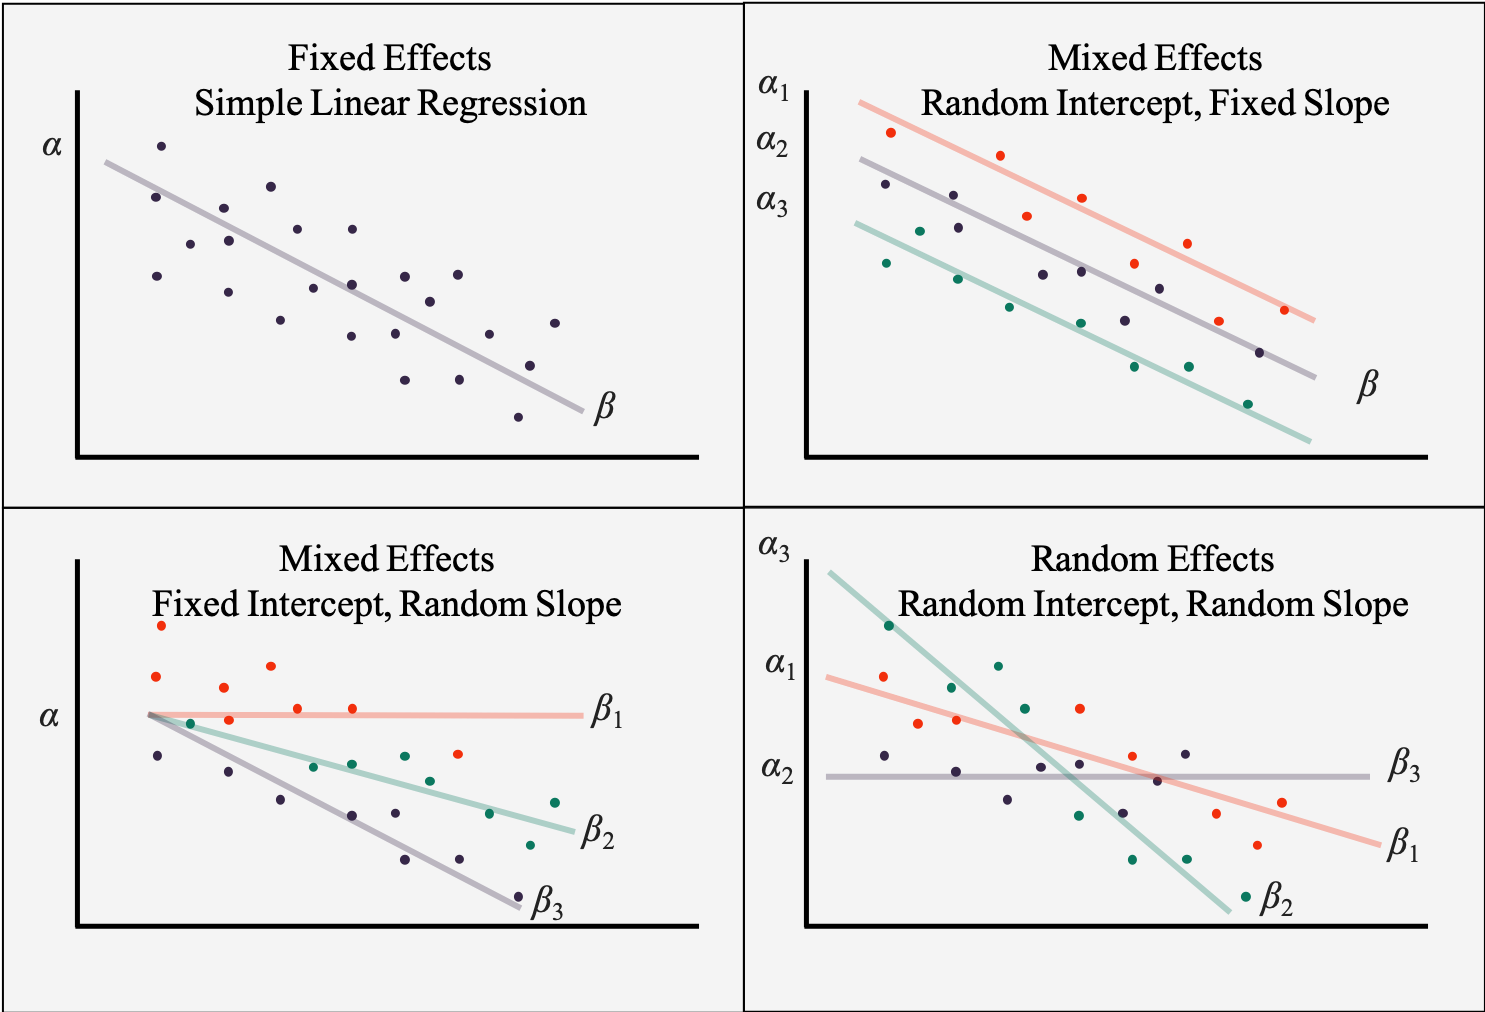 Fixed Effects
Simple Linear Regression
α
β
Mixed Effects
Random Intercept, Fixed Slope
α₁
α₂
α₃
β
Mixed Effects
Fixed Intercept, Random Slope
α
β₁
β₂
β₃
Random Effects
Random Intercept, Random Slope
α₃
α₁
α₂
β₃
β₁
β₂